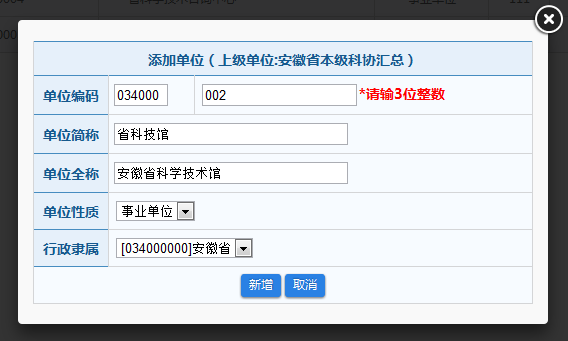 添加单位（上级单位:安徽省本级科协汇总）
单位编码 034000 002 *请输3位整数
单位简称 省科技馆
单位全称 安徽省科学技术馆
单位性质 事业单位
行政隶属 [034000000]安徽省
新增 取消